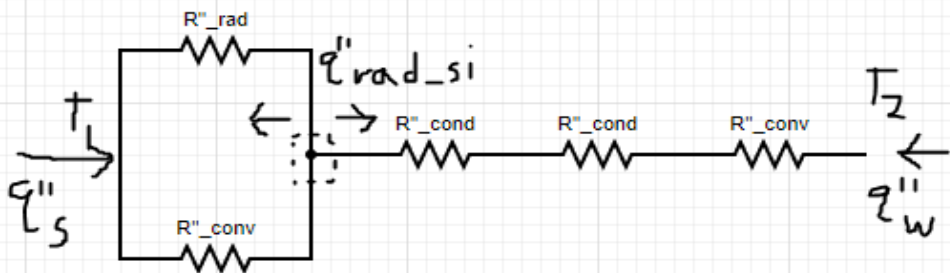 R"_rad
q"rad_si
T1
T2
R"_cond
R"_cond
R"_conv
q"s
q"w
R"_conv